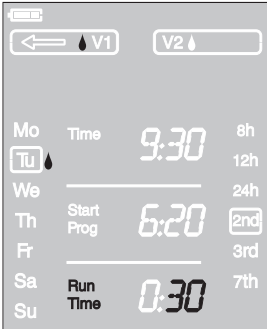 V1 V2
Mo Time 9:30 8h
Tu 12h
We 24h
Th Start Prog 6:20 2nd
Fr 3rd
Sa Run Time 0:30 7th
Su